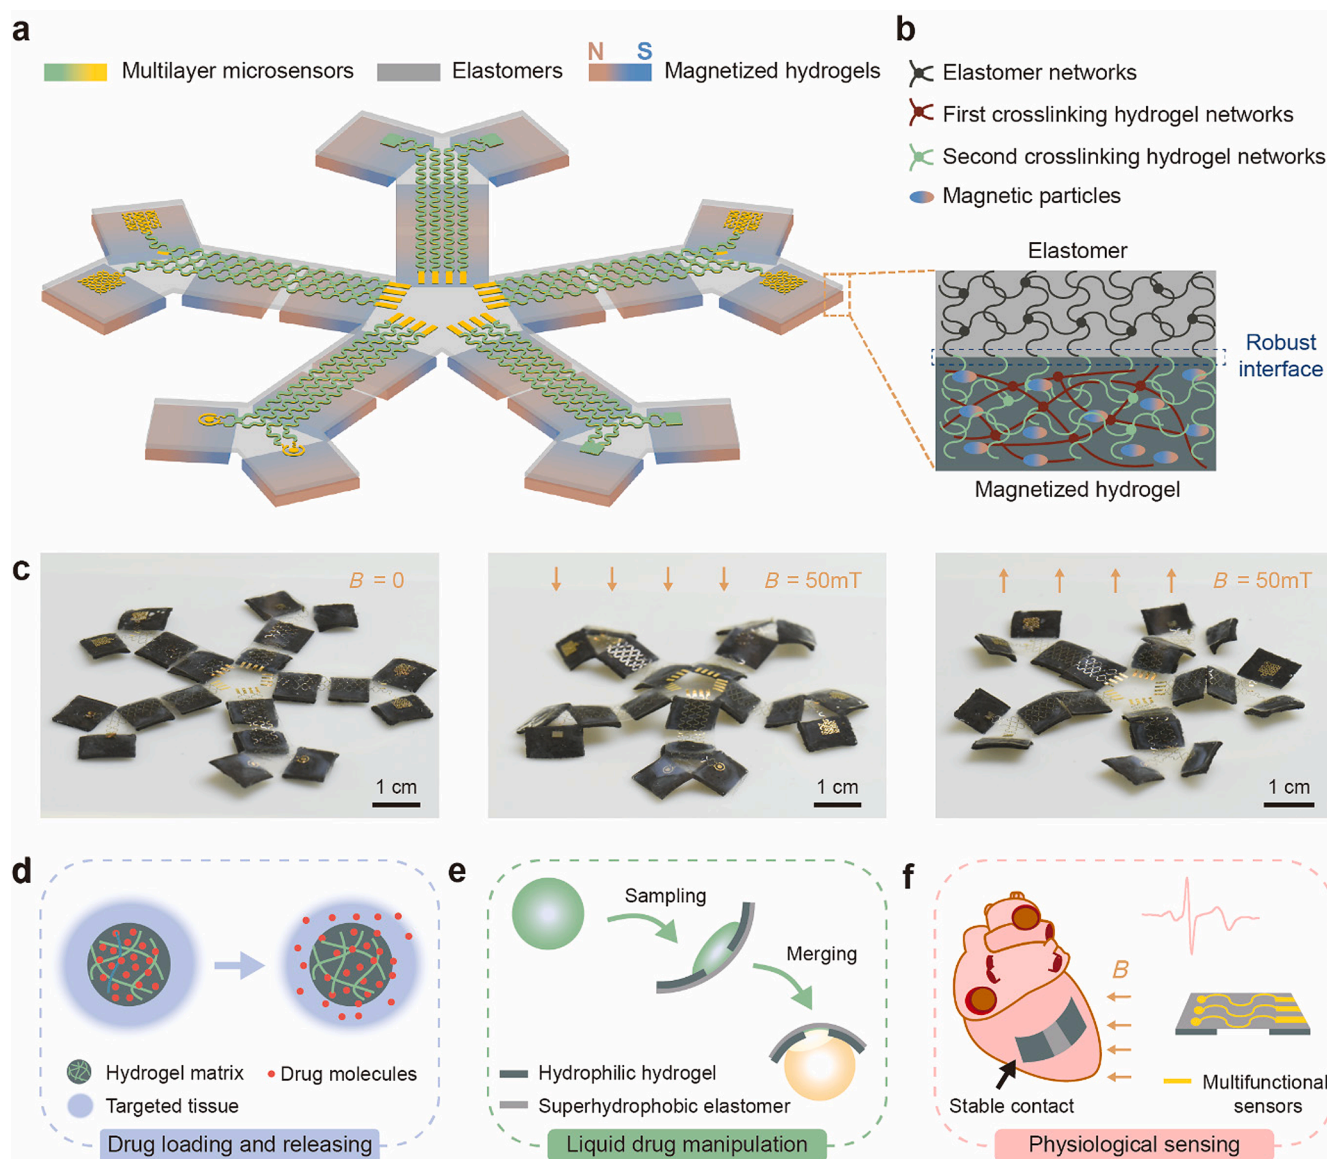 a
N S
Multilayer microsensors
Elastomers
Magnetized hydrogels
b
Elastomer networks
First crosslinking hydrogel networks
Second crosslinking hydrogel networks
Magnetic particles
Elastomer
Robust
interface
Magnetized hydrogel
c
B = 0
1 cm
B = 50mT
1 cm
B = 50mT
1 cm
d
Hydrogel matrix
Drug molecules
Targeted tissue
Drug loading and releasing
e
Sampling
Merging
Hydrophilic hydrogel
Superhydrophobic elastomer
Liquid drug manipulation
f
B
Stable contact
Multifunctional
sensors
Physiological sensing